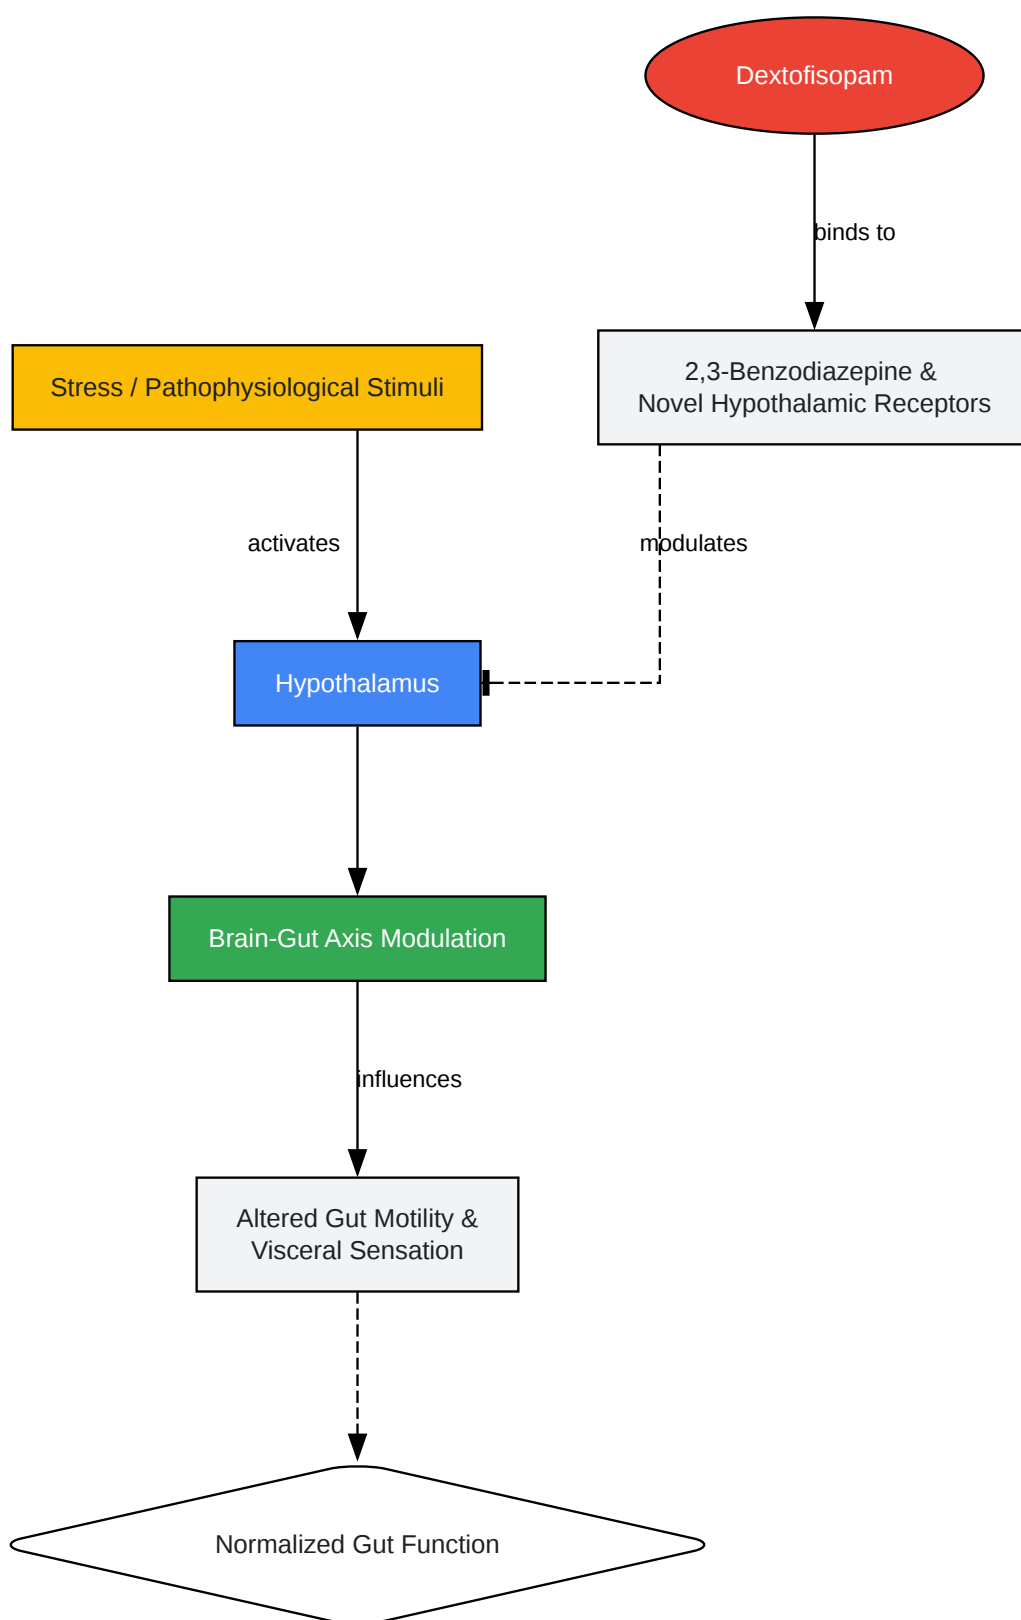 Dextofisopam
binds to
2,3-Benzodiazepine &
Novel Hypothalamic Receptors
Stress / Pathophysiological Stimuli
activates
modulates
Hypothalamus
Brain-Gut Axis Modulation
influences
Altered Gut Motility &
Visceral Sensation
Normalized Gut Function